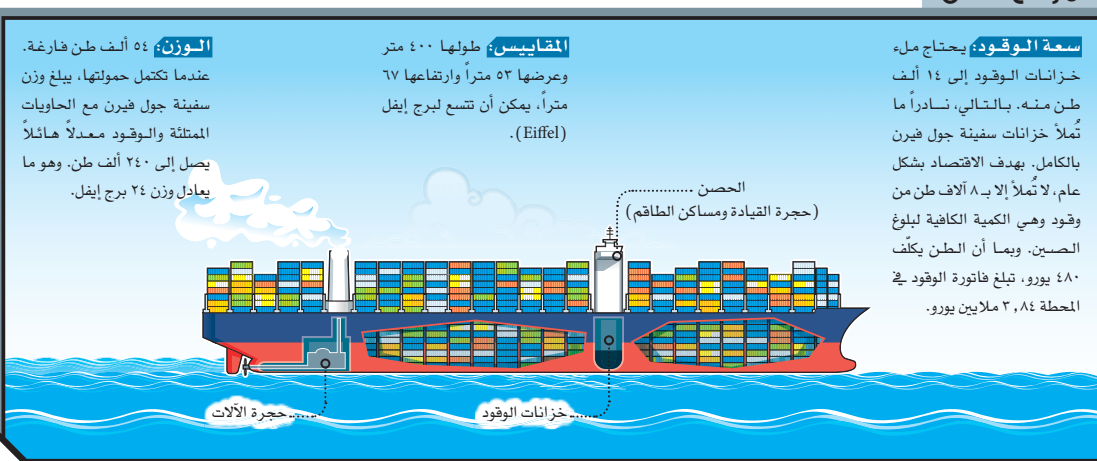 سعة الوقود: يحتاج ملء
خزانات الوقود إلى ١٤ ألف
طن منه. بالتالي، نادراً ما
تُملأ خزانات سفينة جول فيرن
بالكامل. بهدف الاقتصاد بشكل
عام، لا تُملأ إلا بـ ٨ آلاف طن من
وقود وهي الكمية الكافية لبلوغ
الصين. وبما أن الطن يكلّف
٤٨٠ يورو، تبلغ فاتورة الوقود في
المحطة ٣,٨٤ ملايين يورو.
المقاييس: طولها ٤٠٠ متر
وعرضها ٥٣ متراً وارتفاعها ٦٧
متراً، يمكن أن تتسع لبرج إيفل
(Eiffel).
الوزن: ٥٤ ألف طن فارغة.
عندما تكتمل حمولتها، يبلغ وزن
سفينة جول فيرن مع الحاويات
الممتلئة والوقود معدلاً هائلاً
يصل إلى ٢٤٠ ألف طن. وهو ما
يعادل وزن ٢٤ برج إيفل.
الحصن
(حجرة القيادة ومساكن الطاقم)
خزانات الوقود
حجرة الآلات